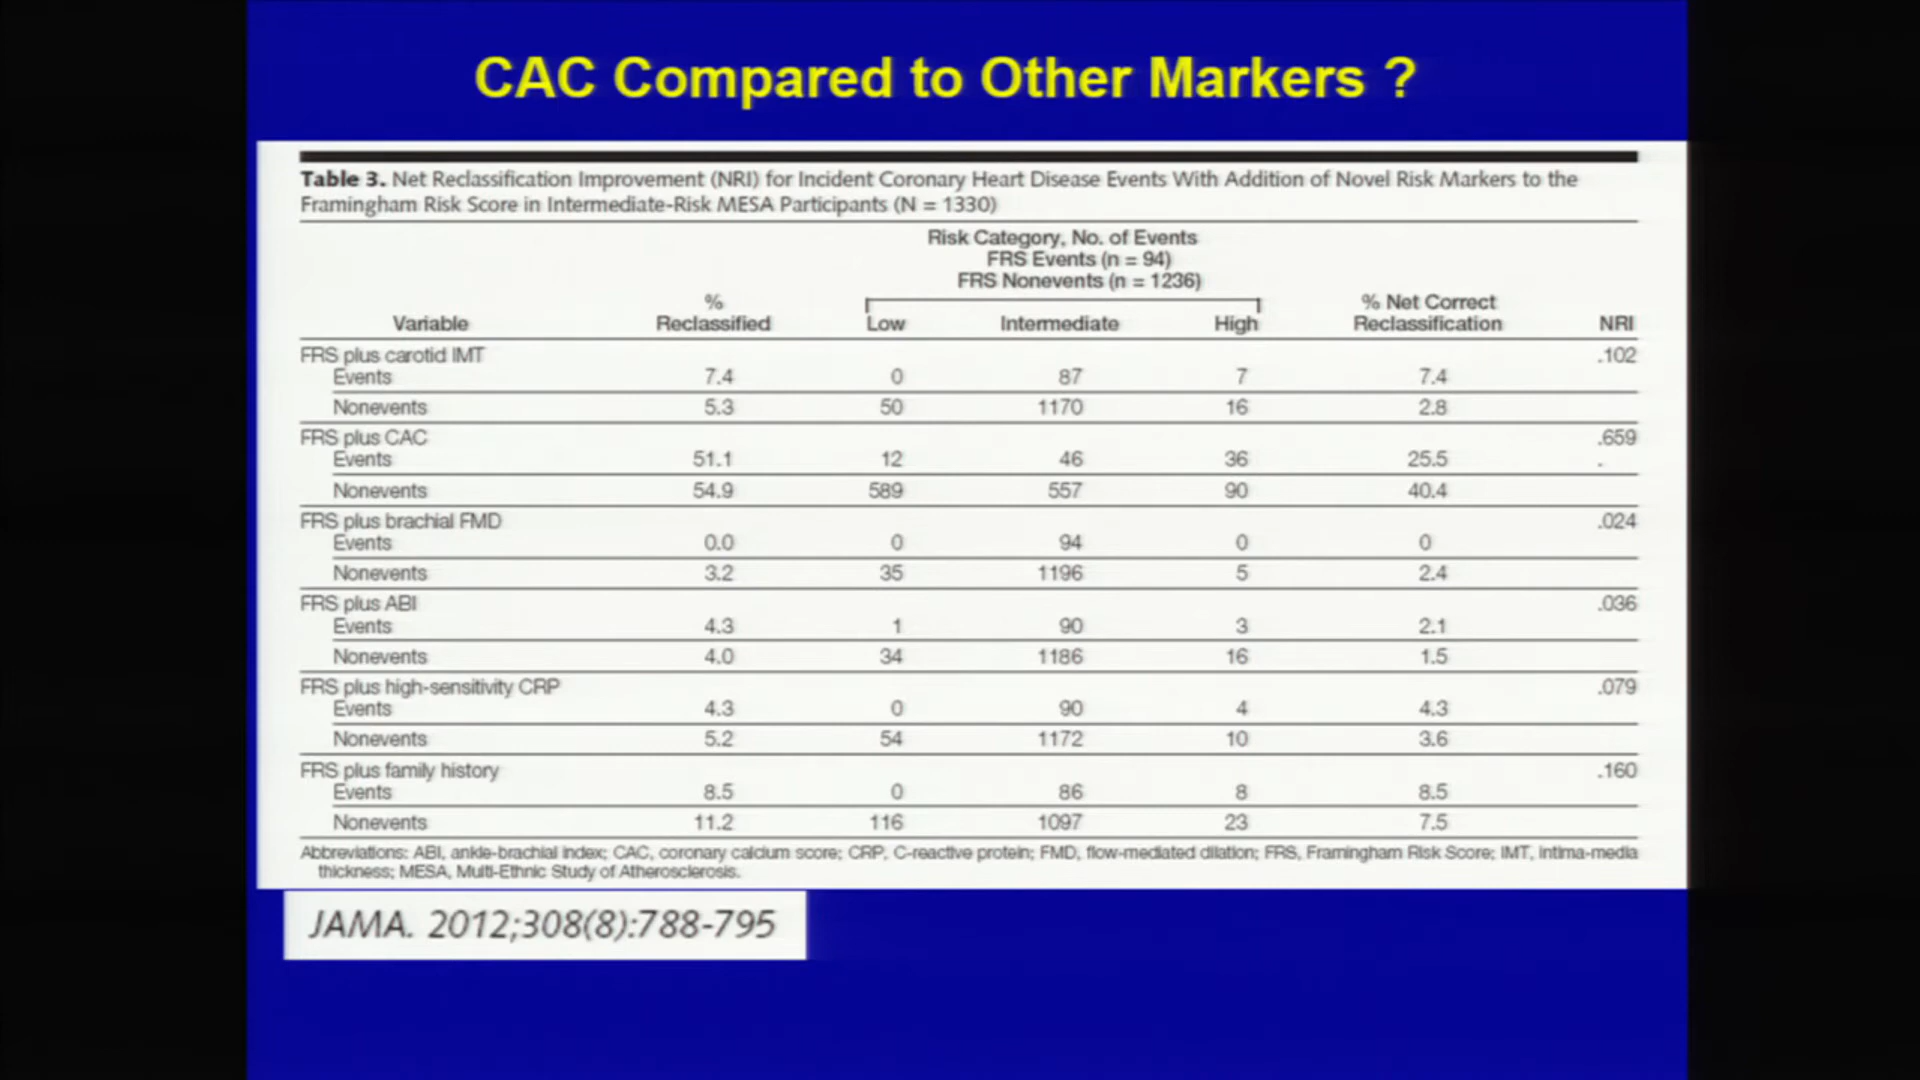 CAC Compared to Other Markers ?
Table 3. Net Reclassification Improvement (NRI) for Incident Coronary Heart Disease Events With Addition of Novel Risk Markers to the
Framingham Risk Score in Intermediate-Risk MESA Participants (N = 1330)
Risk Category, No. of Events
FRS Events (n = 94)
FRS Nonevents (n = 1236)
% % Net Correct
Variable Reclassified Low Intermediate High Reclassification NRI
FRS plus carotid IMT .102
Events 7.4 0 87 7 7.4
Nonevents 5.3 50 1170 16 2.8
FRS plus CAC .659
Events 51.1 12 46 36 25.5 .
Nonevents 54.9 589 557 90 40.4
FRS plus brachial FMD .024
Events 0.0 0 94 0 0
Nonevents 3.2 35 1196 5 2.4
FRS plus ABI .036
Events 4.3 1 90 3 2.1
Nonevents 4.0 34 1186 16 1.5
FRS plus high-sensitivity CRP .079
Events 4.3 0 90 4 4.3
Nonevents 5.2 54 1172 10 3.6
FRS plus family history .160
Events 8.5 0 86 8 8.5
Nonevents 11.2 116 1097 23 7.5
Abbreviations: ABI, ankle-brachial index; CAC, coronary calcium score; CRP, C-reactive protein; FMD, flow-mediated dilation; FRS, Framingham Risk Score; IMT, intima-media
thickness; MESA, Multi-Ethnic Study of Atherosclerosis.
JAMA. 2012;308(8):788-795